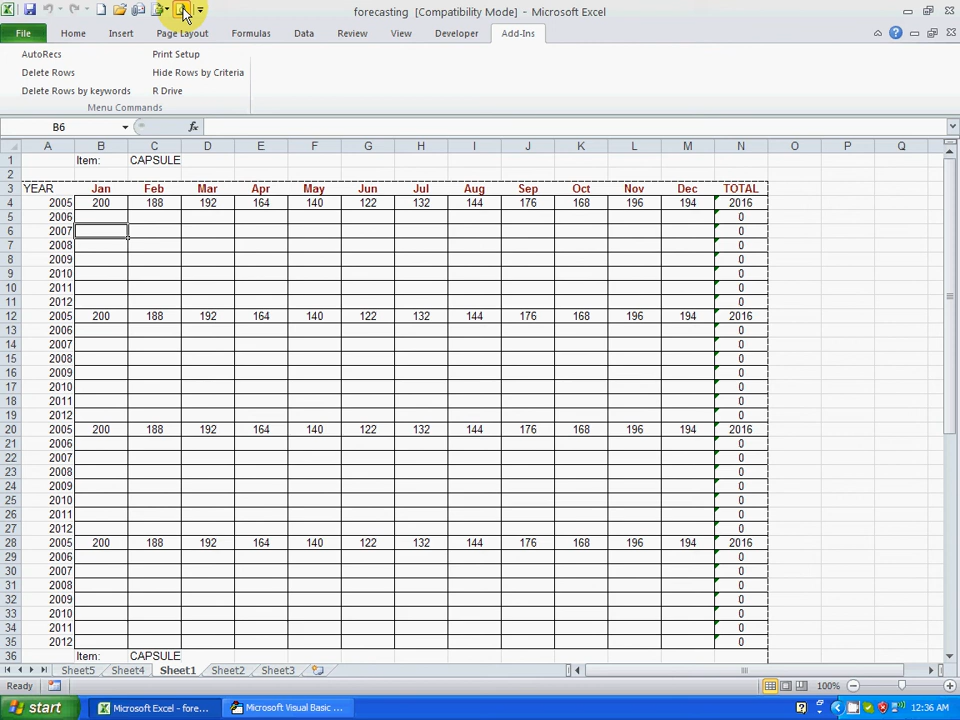 forecasting [Compatibility Mode] - Microsoft Excel
File Home Insert Page Layout Formulas Data Review View Developer Add-Ins
AutoRecs Print Setup
Delete Rows Hide Rows by Criteria
Delete Rows by keywords R Drive
Menu Commands
B6 fx
A B C D E F G H I J K L M N O P Q
1 Item: CAPSULE
2
3 YEAR Jan Feb Mar Apr May Jun Jul Aug Sep Oct Nov Dec TOTAL
4 2005 200 188 192 164 140 122 132 144 176 168 196 194 2016
5 2006 0
6 2007 0
7 2008 0
8 2009 0
9 2010 0
10 2011 0
11 2012 0
12 2005 200 188 192 164 140 122 132 144 176 168 196 194 2016
13 2006 0
14 2007 0
15 2008 0
16 2009 0
17 2010 0
18 2011 0
19 2012 0
20 2005 200 188 192 164 140 122 132 144 176 168 196 194 2016
21 2006 0
22 2007 0
23 2008 0
24 2009 0
25 2010 0
26 2011 0
27 2012 0
28 2005 200 188 192 164 140 122 132 144 176 168 196 194 2016
29 2006 0
30 2007 0
31 2008 0
32 2009 0
33 2010 0
34 2011 0
35 2012 0
36 Item: CAPSULE
Sheet5 Sheet4 Sheet1 Sheet2 Sheet3
Ready 100%
start Microsoft Excel - fore... Microsoft Visual Basic ... 12:36 AM